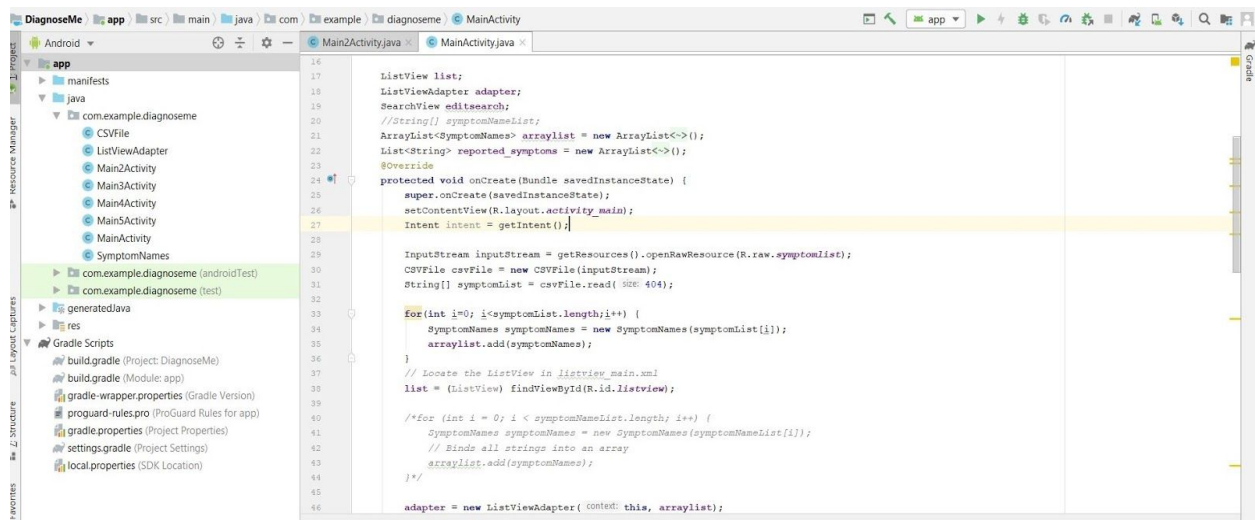 DiagnoseMe app src main java com example diagnoseme MainActivity app
Android
Main2Activity.java MainActivity.java
1: Project
Resource Manager
Layout Captures
Z: Structure
Favorites
Gradle
app
manifests
java
com.example.diagnoseme
CSVFile
ListViewAdapter
Main2Activity
Main3Activity
Main4Activity
Main5Activity
MainActivity
SymptomNames
com.example.diagnoseme (androidTest)
com.example.diagnoseme (test)
generatedJava
res
Gradle Scripts
build.gradle (Project: DiagnoseMe)
build.gradle (Module: app)
gradle-wrapper.properties (Gradle Version)
proguard-rules.pro (ProGuard Rules for app)
gradle.properties (Project Properties)
settings.gradle (Project Settings)
local.properties (SDK Location)
16
17 ListView list;
18 ListViewAdapter adapter;
19 SearchView editsearch;
20 //String[] symptomNameList;
21 ArrayList<SymptomNames> arraylist = new ArrayList<~>();
22 List<String> reported_symptoms = new ArrayList<~>();
23 @Override
24 protected void onCreate(Bundle savedInstanceState) {
25 super.onCreate(savedInstanceState);
26 setContentView(R.layout.activity_main);
27 Intent intent = getIntent();
28
29 InputStream inputStream = getResources().openRawResource(R.raw.symptomlist);
30 CSVFile csvFile = new CSVFile(inputStream);
31 String[] symptomList = csvFile.read( size: 404);
32
33 for(int i=0; i<symptomList.length;i++) {
34 SymptomNames symptomNames = new SymptomNames(symptomList[i]);
35 arraylist.add(symptomNames);
36 }
37 // Locate the ListView in listview_main.xml
38 list = (ListView) findViewById(R.id.listview);
39
40 /*for (int i = 0; i < symptomNameList.length; i++) {
41 SymptomNames symptomNames = new SymptomNames(symptomNameList[i]);
42 // Binds all strings into an array
43 arraylist.add(symptomNames);
44 }*/
45
46 adapter = new ListViewAdapter( context: this, arraylist);